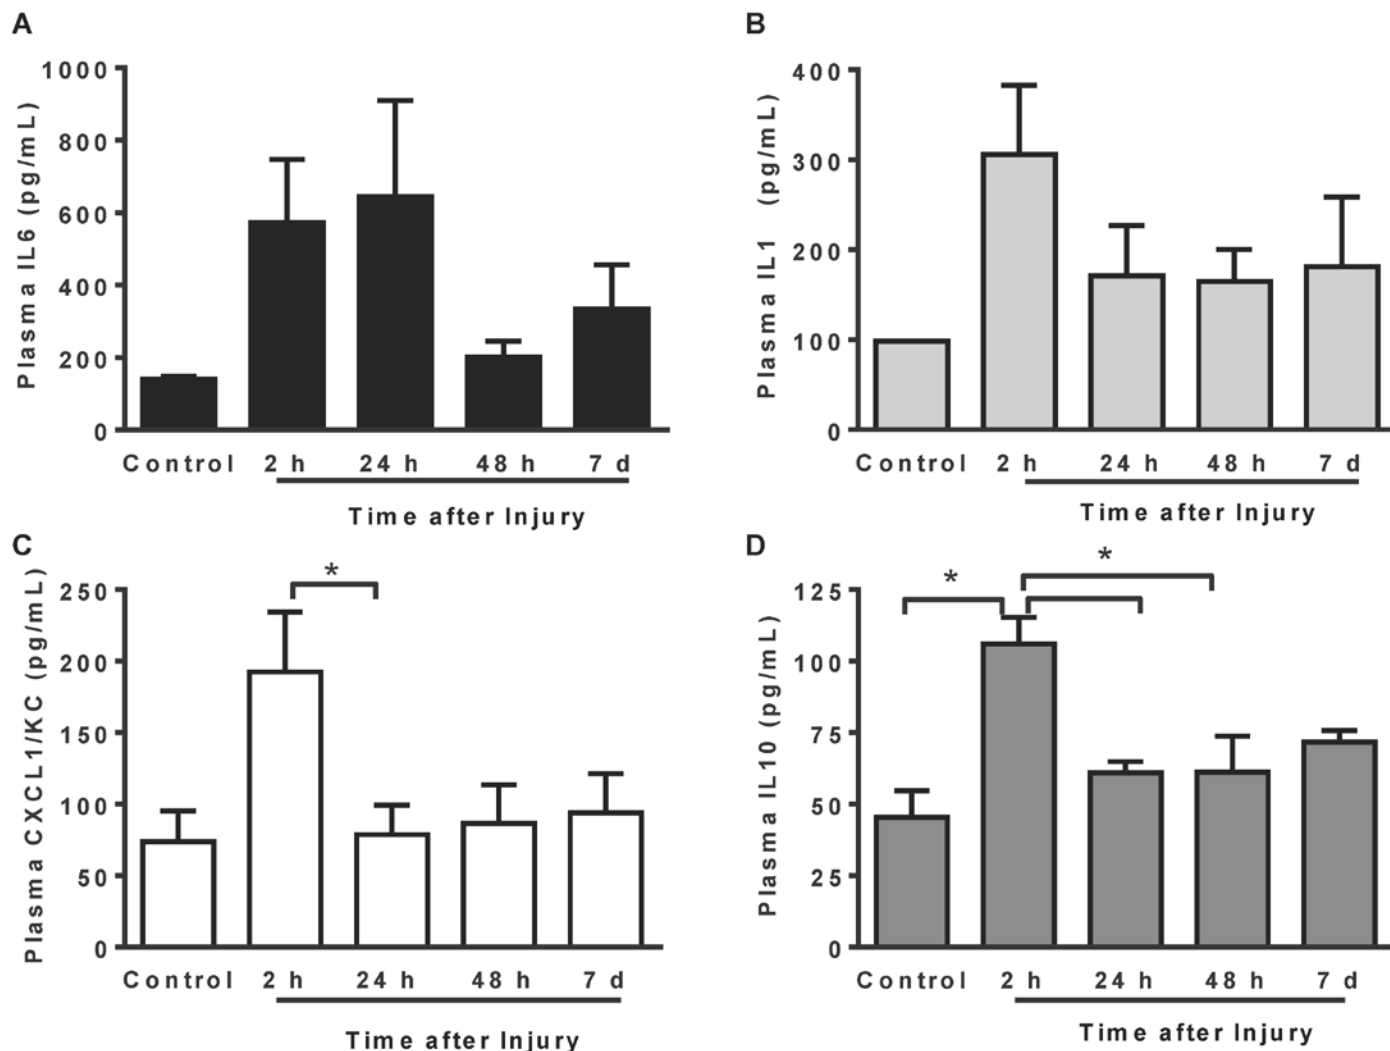 A
Plasma IL6 (pg/mL)
1000
800
600
400
200
0
Control 2 h 24 h 48 h 7 d
Time after Injury
B
Plasma IL1 (pg/mL)
400
300
200
100
0
Control 2 h 24 h 48 h 7 d
Time after Injury
C
Plasma CXCL1/KC (pg/mL)
250
200
150
100
50
0
*
Control 2 h 24 h 48 h 7 d
Time after Injury
D
Plasma IL10 (pg/mL)
125
100
75
50
25
0
* *
Control 2 h 24 h 48 h 7 d
Time after Injury